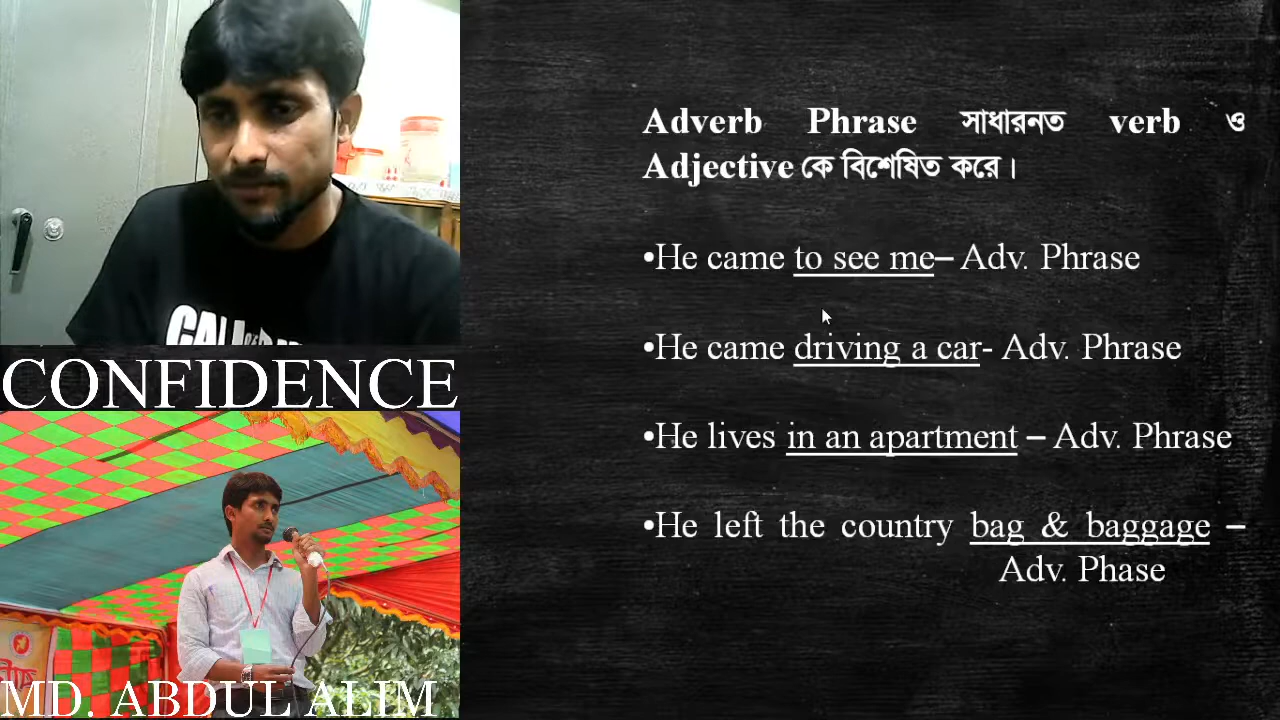 Adverb Phrase সাধারনত verb ও
Adjective কে বিশেষিত করে।
•He came to see me– Adv. Phrase
•He came driving a car- Adv. Phrase
•He lives in an apartment – Adv. Phrase
•He left the country bag & baggage –
Adv. Phase
CONFIDENCE
MD. ABDUL ALIM